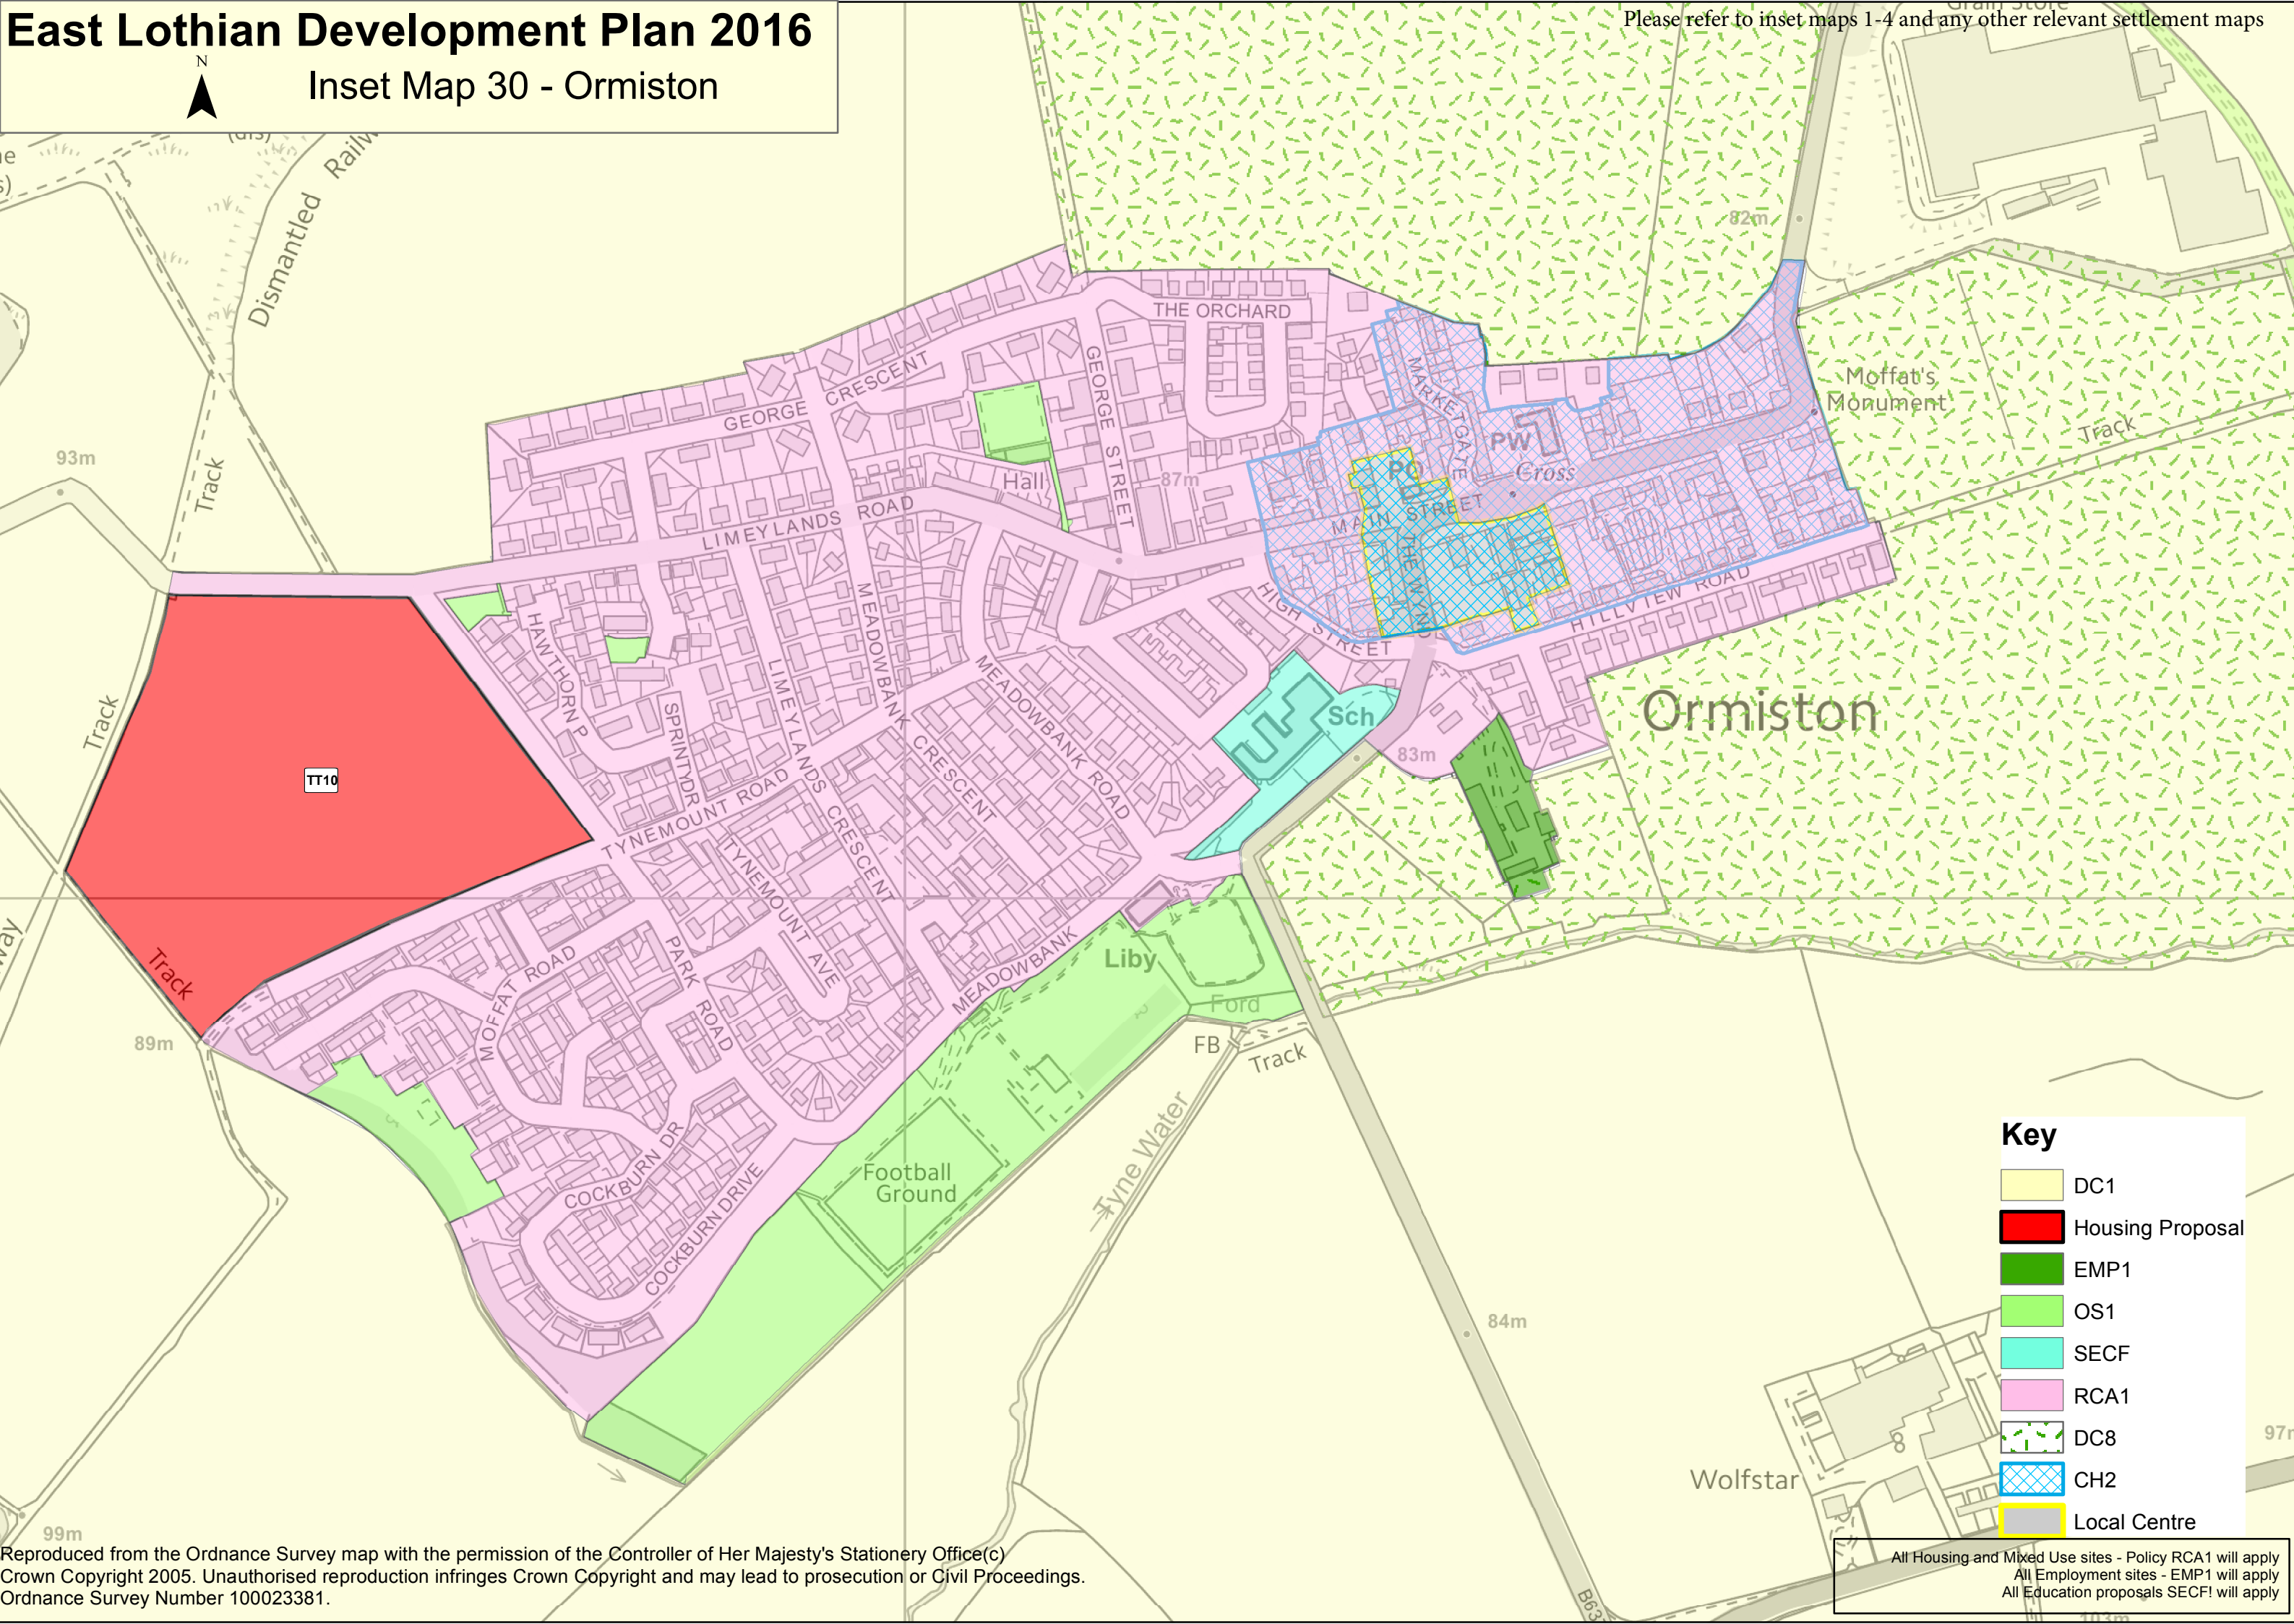 East Lothian Development Plan 2016
N
Inset Map 30 - Ormiston
Please refer to inset maps 1-4 and any other relevant settlement maps
Grain Store
(dis)
Dismantled Railw
82m
THE ORCHARD
GEORGE CRESCENT
GEORGE STREET
MARKETGATE
Moffat's
Monument
Track
93m
Track
Hall
87m
PO
PW
Cross
LIMEYLANDS ROAD
MAIN STREET
THE WYND
HIGH STREET
HILLVIEW ROAD
HAWTHORN P
MEADOWBANK CRESCENT
MEADOWBANK ROAD
LIMEYLANDS CRESCENT
SPRINTYDR
Track
TT10
Sch
83m
Ormiston
TYNEMOUNT ROAD
TYNEMOUNT AVE
way
Track
MOFFAT ROAD
PARK ROAD
MEADOWBANK
Liby
Ford
FB
Track
89m
Tyne Water
COCKBURN DR
COCKBURN DRIVE
Football
Ground
84m
Wolfstar
99m
97m
103m
Key
DC1
Housing Proposal
EMP1
OS1
SECF
RCA1
DC8
CH2
Local Centre
Reproduced from the Ordnance Survey map with the permission of the Controller of Her Majesty's Stationery Office(c)
Crown Copyright 2005. Unauthorised reproduction infringes Crown Copyright and may lead to prosecution or Civil Proceedings.
Ordnance Survey Number 100023381.
All Housing and Mixed Use sites - Policy RCA1 will apply
All Employment sites - EMP1 will apply
All Education proposals SECF! will apply